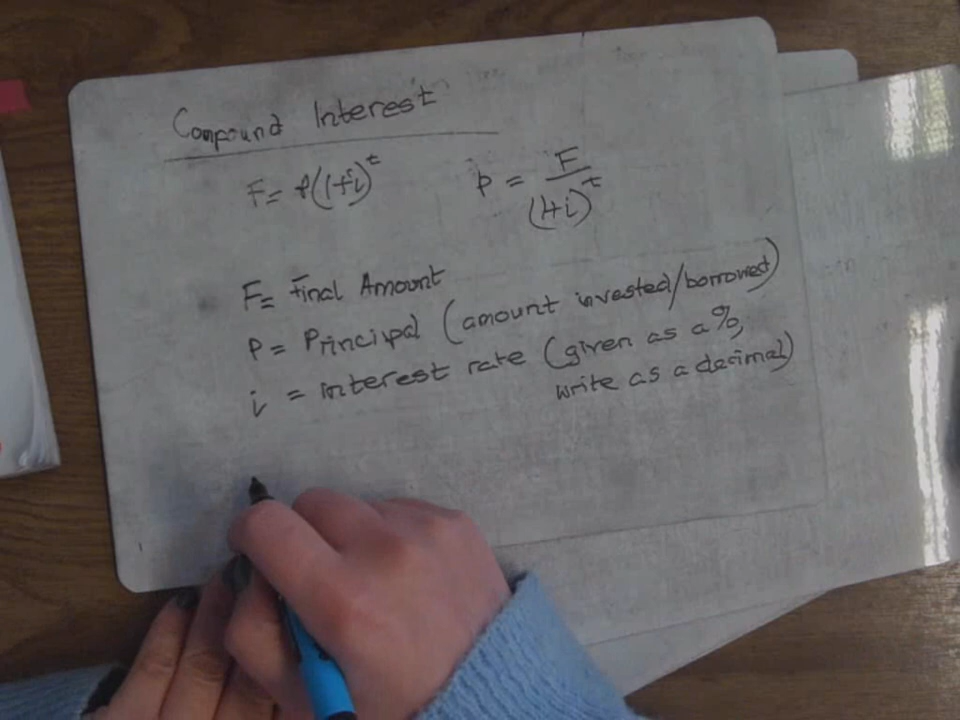 Compound Interest
F = P(1+i)^t
P = F/(1+i)^t
F = Final Amount
P = Principal (amount invested/borrowed)
i = interest rate (given as a %,
write as a decimal)